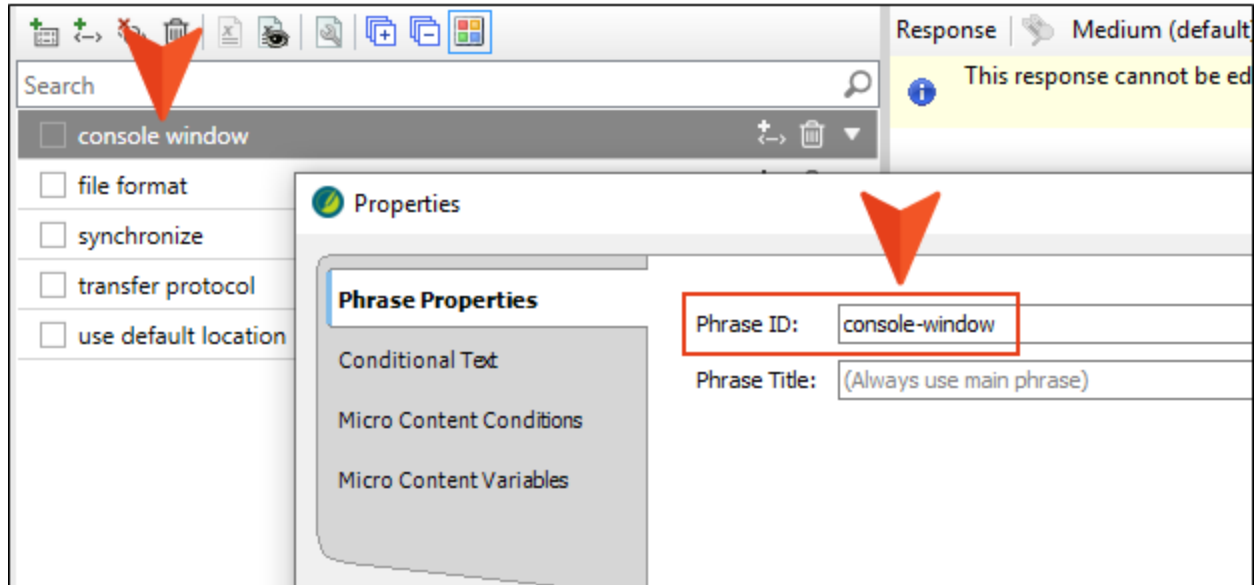 Response
Medium (default)
Search
This response cannot be ed
console window
file format
synchronize
transfer protocol
use default location
Properties
Phrase Properties
Conditional Text
Micro Content Conditions
Micro Content Variables
Phrase ID:
console-window
Phrase Title:
(Always use main phrase)